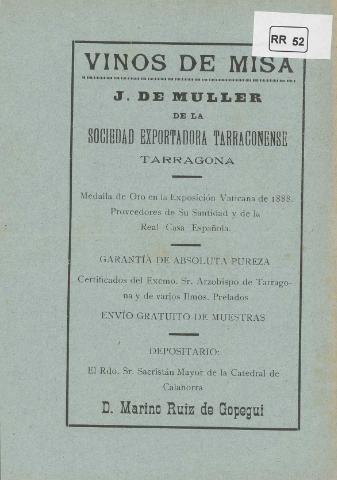 RR 52
VINOS DE MISA
J. DE MULLER
DE LA
SOCIEDAD EXPORTADORA TARRACONENSE
TARRAGONA
Medalla de Oro en la Exposición Vaticana de 1888.
Proveedores de Su Santidad y de la
Real Casa Española.
GARANTÍA DE ABSOLUTA PUREZA
Certificados del Excmo. Sr. Arzobispo de Tarrago-
na y de varios Ilmos. Prelados
ENVÍO GRATUITO DE MUESTRAS
DEPOSITARIO:
El Rdo. Sr. Sacristán Mayor de la Catedral de
Calahorra
D. Marino Ruiz de Gopegui